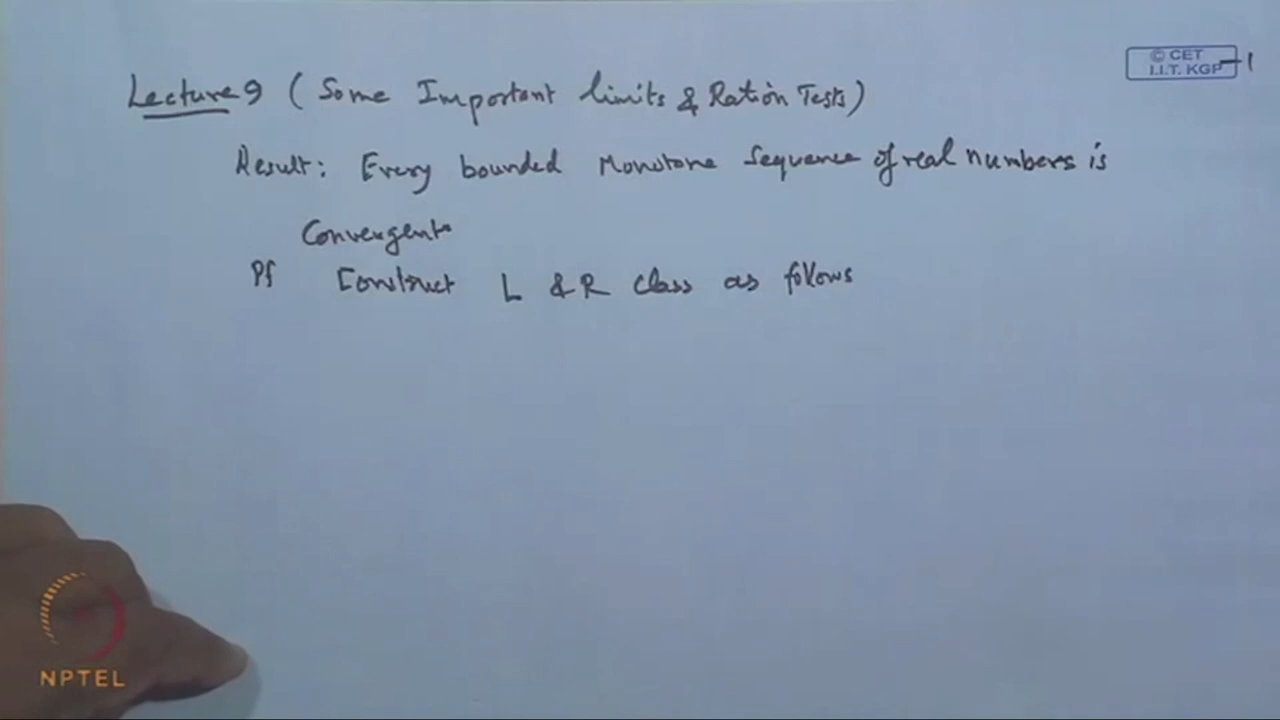 Lecture 9 (Some Important limits & Ration Tests)
© CET
I.I.T. KGP
-1
Result: Every bounded Monotone Sequence of real numbers is
Convergent.
Pf Construct L & R class as follows
NPTEL